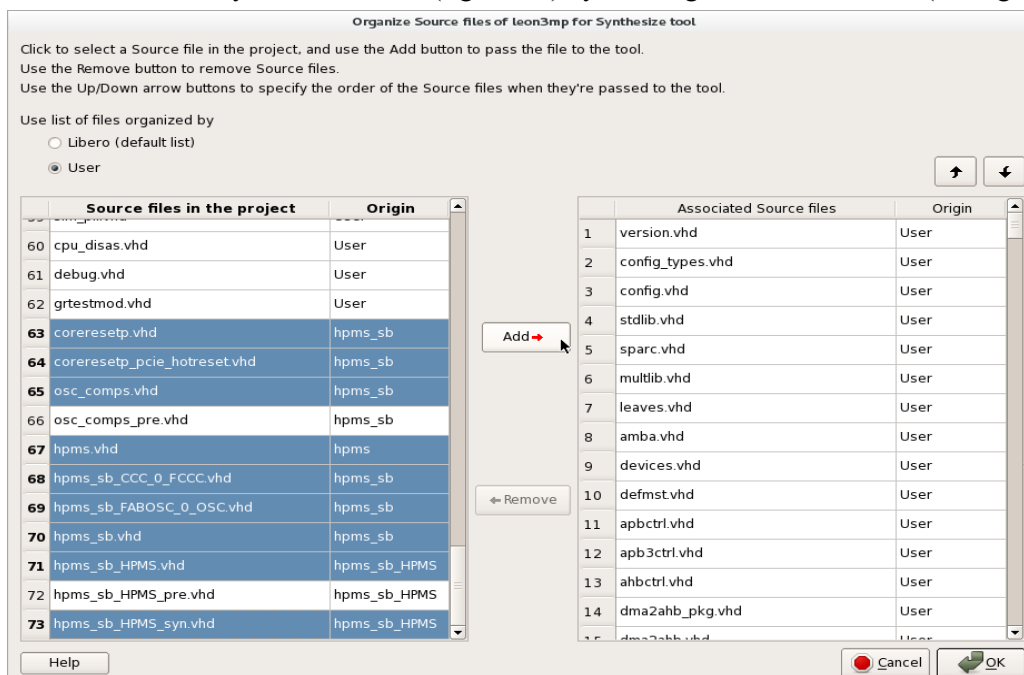 Organize Source files of leon3mp for Synthesize tool
Click to select a Source file in the project, and use the Add button to pass the file to the tool.
Use the Remove button to remove Source files.
Use the Up/Down arrow buttons to specify the order of the Source files when they're passed to the tool.
Use list of files organized by
Libero (default list)
User
Source files in the project Origin
60 cpu_disas.vhd User
61 debug.vhd User
62 grtestmod.vhd User
63 coreresetp.vhd hpms_sb
64 coreresetp_pcie_hotreset.vhd hpms_sb
65 osc_comps.vhd hpms_sb
66 osc_comps_pre.vhd hpms_sb
67 hpms.vhd hpms
68 hpms_sb_CCC_0_FCCC.vhd hpms_sb
69 hpms_sb_FABOSC_0_OSC.vhd hpms_sb
70 hpms_sb.vhd hpms_sb
71 hpms_sb_HPMS.vhd hpms_sb_HPMS
72 hpms_sb_HPMS_pre.vhd hpms_sb_HPMS
73 hpms_sb_HPMS_syn.vhd hpms_sb_HPMS
Add
Remove
Associated Source files Origin
1 version.vhd User
2 config_types.vhd User
3 config.vhd User
4 stdlib.vhd User
5 sparc.vhd User
6 multlib.vhd User
7 leaves.vhd User
8 amba.vhd User
9 devices.vhd User
10 defmst.vhd User
11 apbctrl.vhd User
12 apb3ctrl.vhd User
13 ahbctrl.vhd User
14 dma2ahb_pkg.vhd User
Help
Cancel
OK